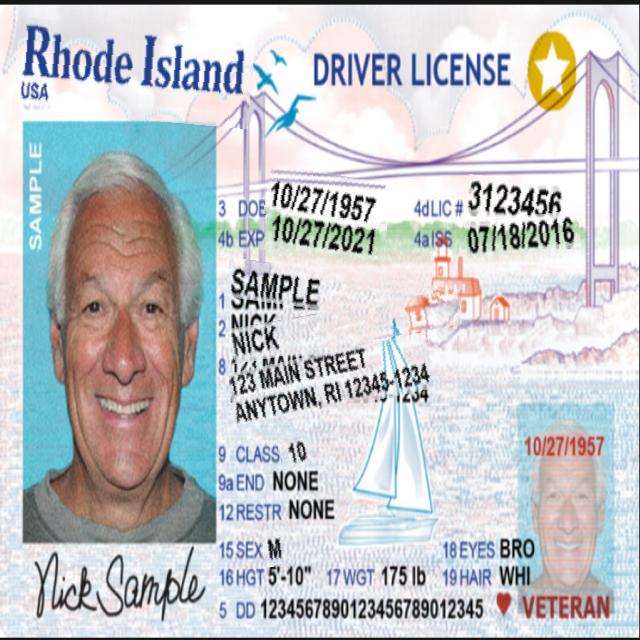 Rhode Island
USA
DRIVER LICENSE
SAMPLE
3 DOB 10/27/1957
4d LIC # 3123456
4b EXP 10/27/2021
4a ISS 07/18/2016
1 SAMPLE
2 NICK
8 123 MAIN STREET
ANYTOWN, RI 12345-1234
9 CLASS 10
9a END NONE
12 RESTR NONE
15 SEX M
18 EYES BRO
16 HGT 5'-10"
17 WGT 175 lb
19 HAIR WHI
5 DD 1234567890123456789012345
10/27/1957
VETERAN
Nick Sample